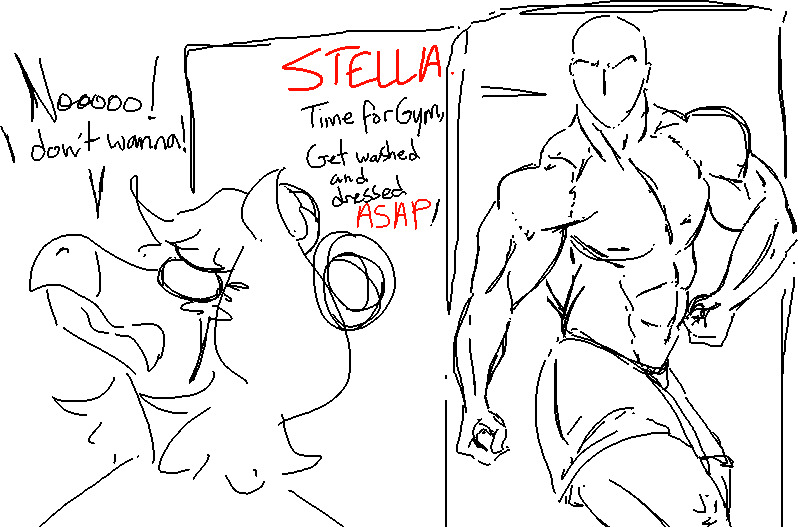 Nooooo!
I don't wanna!
STELLA.
Time for Gym,
Get washed
and
dressed
ASAP!